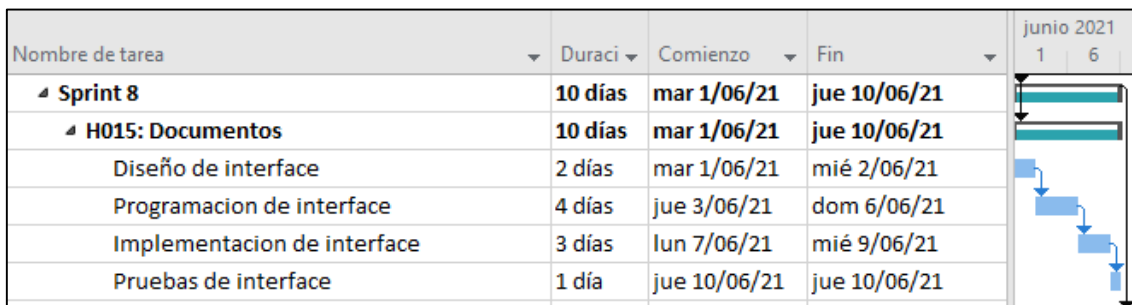 junio 2021
Nombre de tarea Duraci Comienzo Fin 1 6
Sprint 8 10 días mar 1/06/21 jue 10/06/21
H015: Documentos 10 días mar 1/06/21 jue 10/06/21
Diseño de interface 2 días mar 1/06/21 mié 2/06/21
Programacion de interface 4 días jue 3/06/21 dom 6/06/21
Implementacion de interface 3 días lun 7/06/21 mié 9/06/21
Pruebas de interface 1 día jue 10/06/21 jue 10/06/21